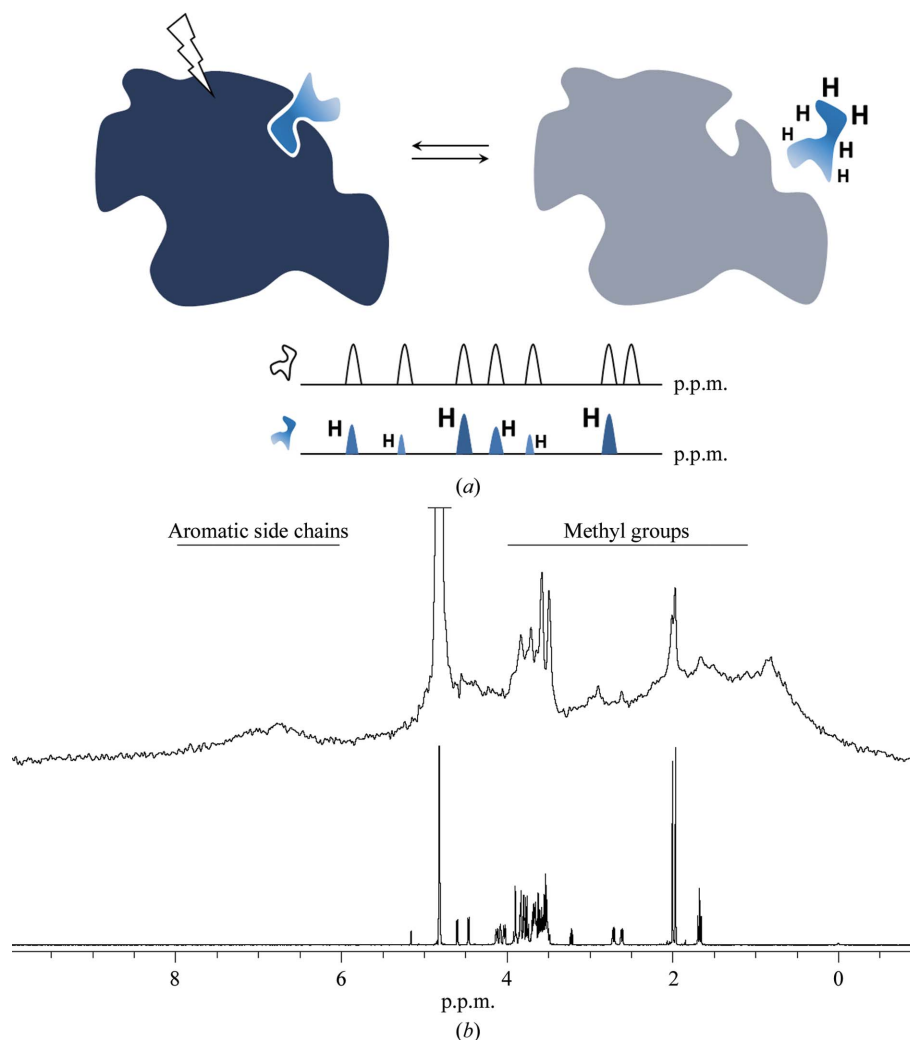 H
H H
H H
H
p.p.m.
H H H H H H
p.p.m.
(a)
Aromatic side chains Methyl groups
8 6 4 2 0
p.p.m.
(b)